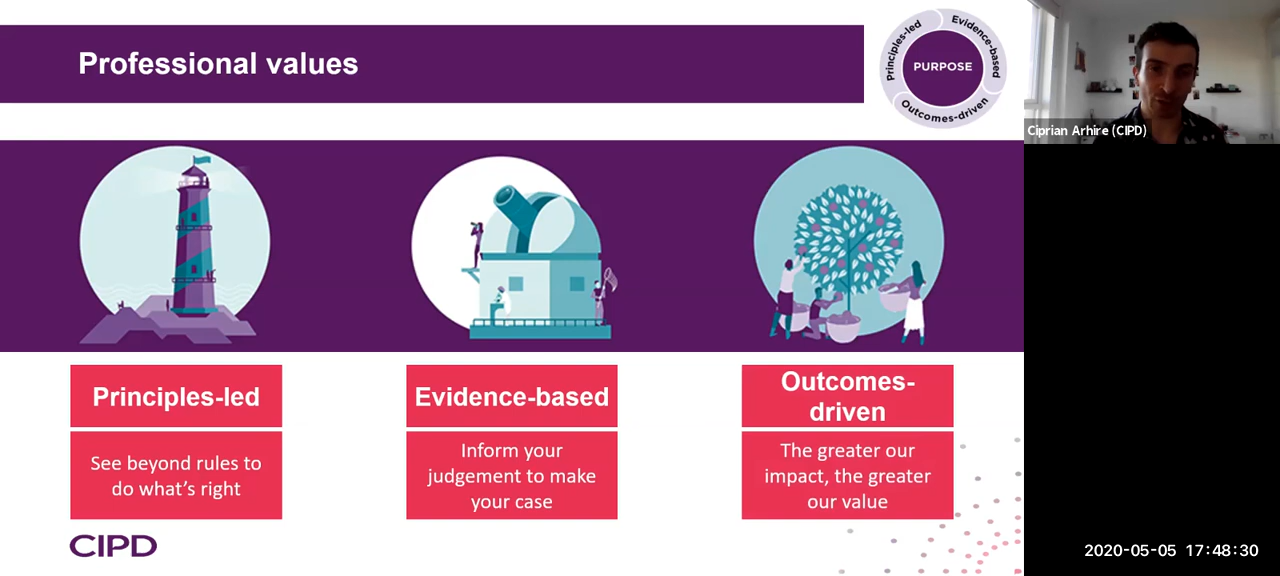 Professional values
Principles-led
Evidence-based
PURPOSE
Outcomes-driven
Ciprian Arhire (CIPD)
Principles-led
See beyond rules to
do what’s right
Evidence-based
Inform your
judgement to make
your case
Outcomes-
driven
The greater our
impact, the greater
our value
CIPD
2020-05-05 17:48:30